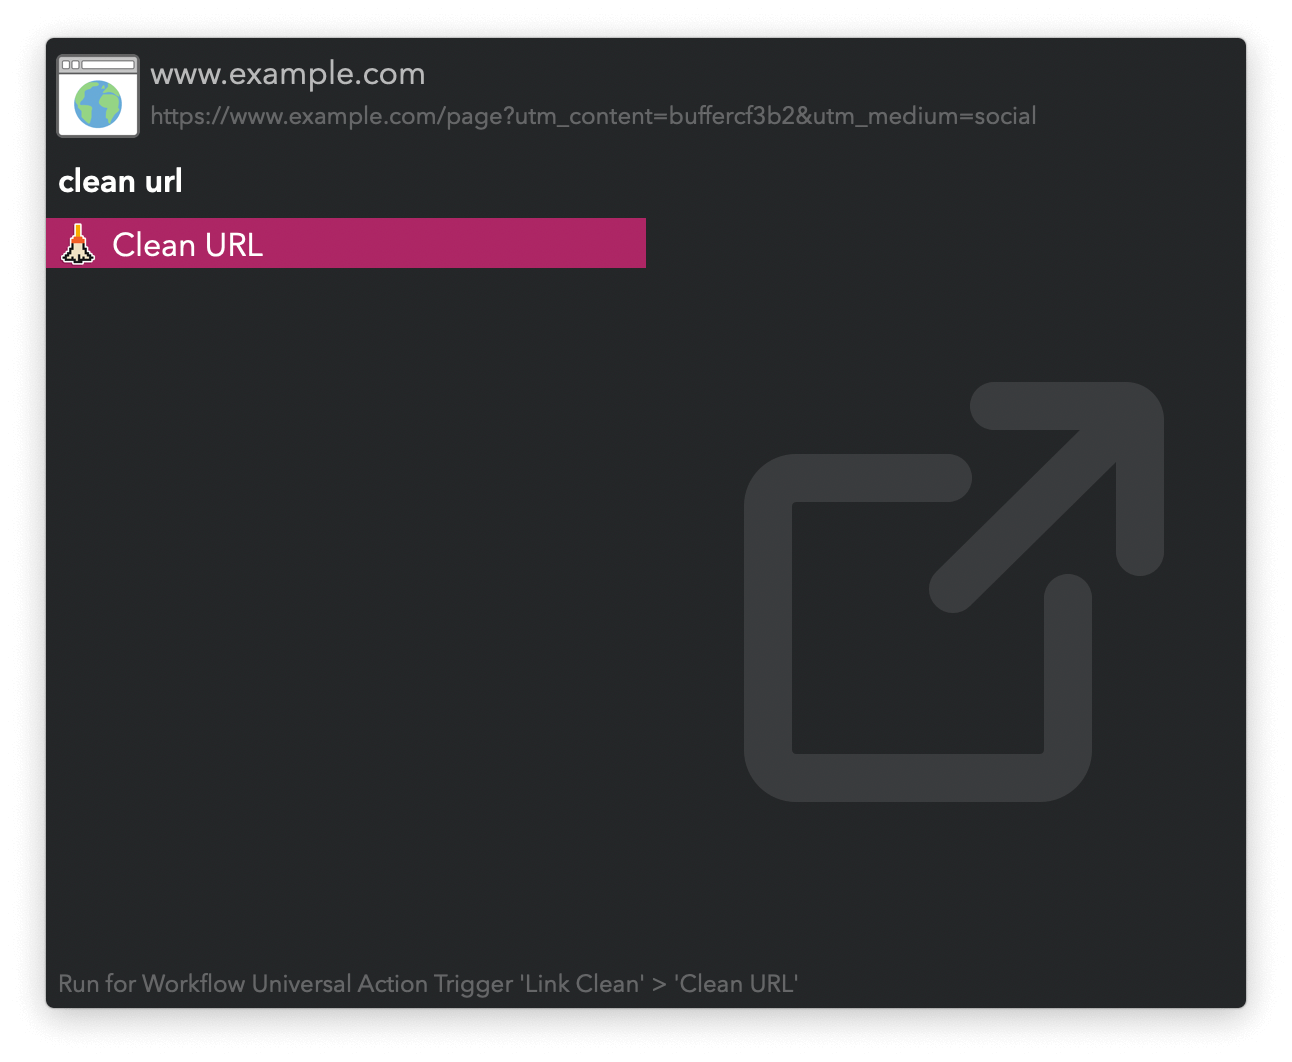 www.example.com
https://www.example.com/page?utm_content=buffercf3b2&utm_medium=social
clean url
Clean URL
Run for Workflow Universal Action Trigger 'Link Clean' > 'Clean URL'